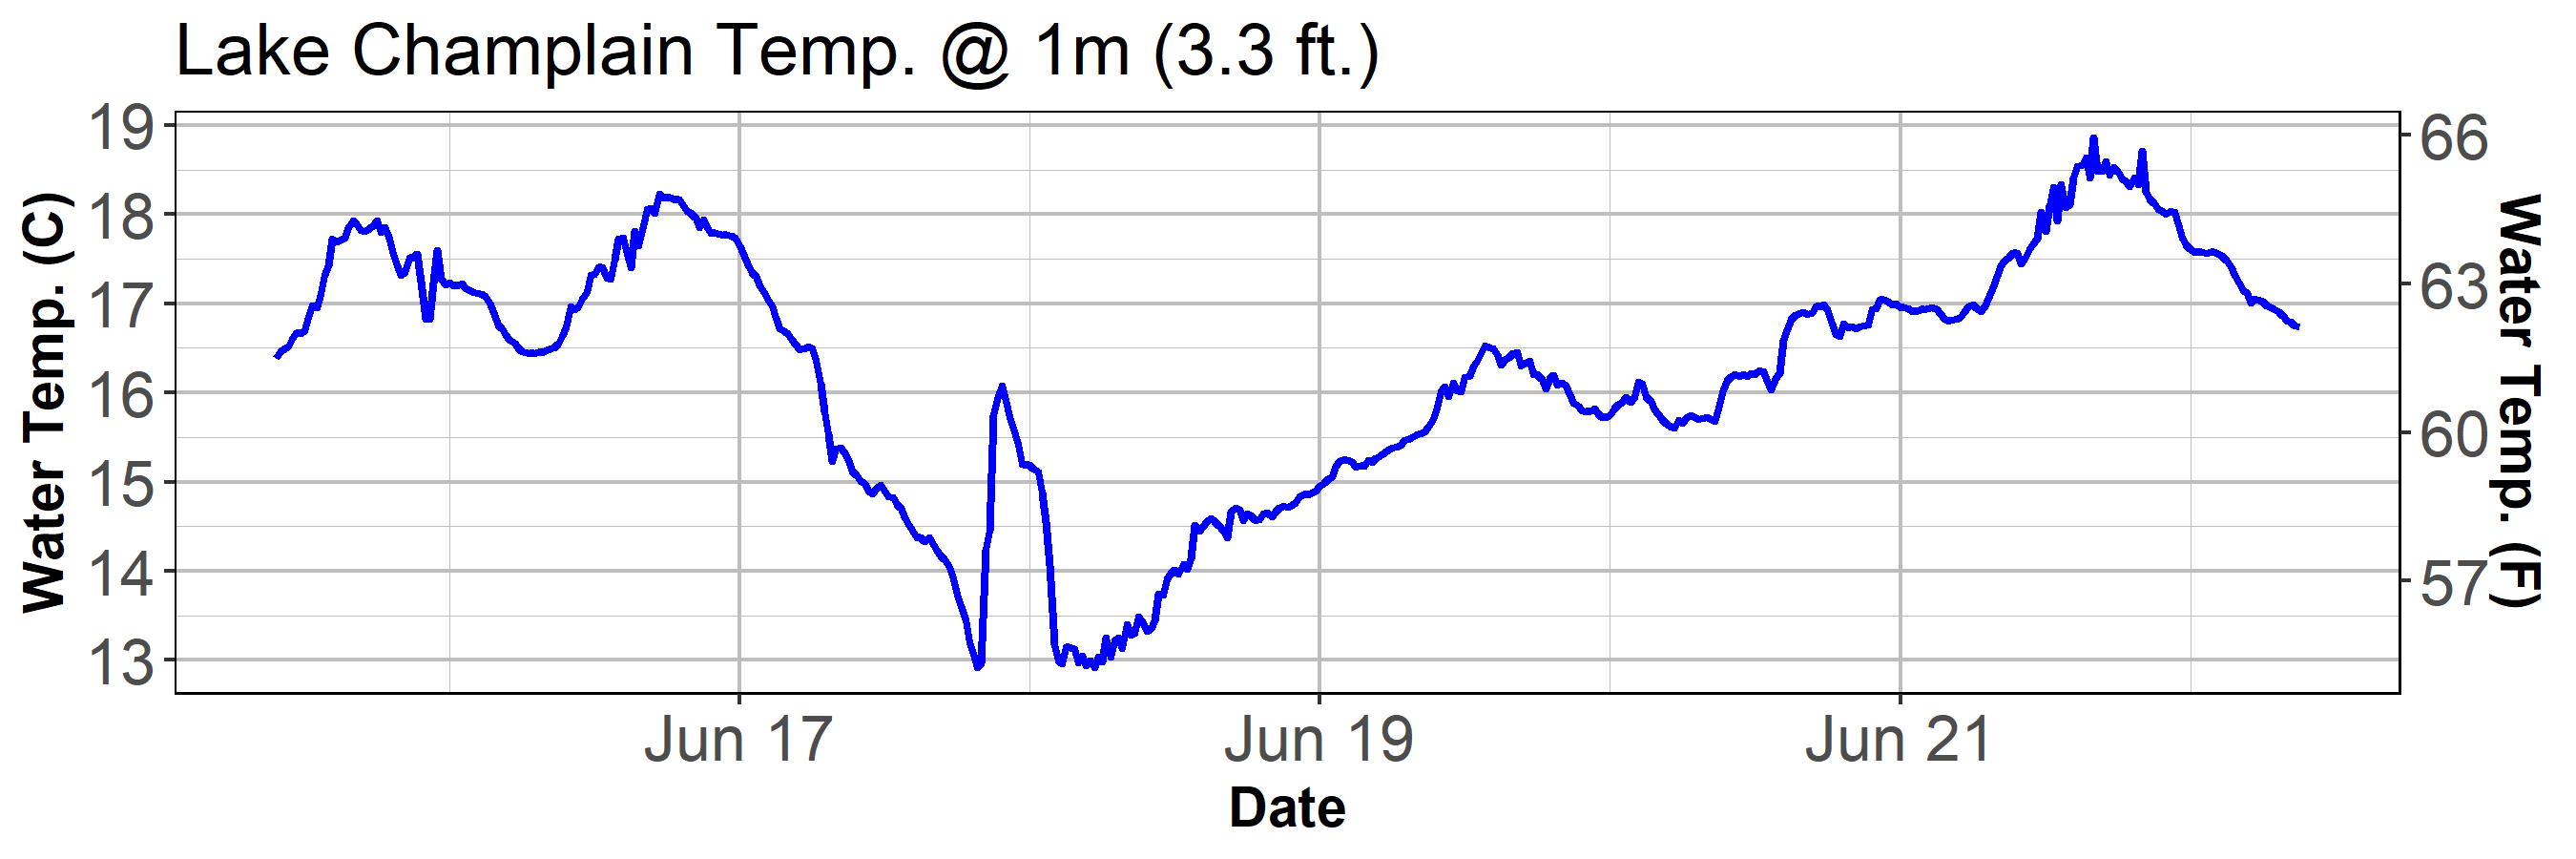 Lake Champlain Temp. @ 1m (3.3 ft.)
Water Temp. (C)
19
18
17
16
15
14
13
66
63
60
57
Water Temp. (F)
Jun 17
Jun 19
Jun 21
Date